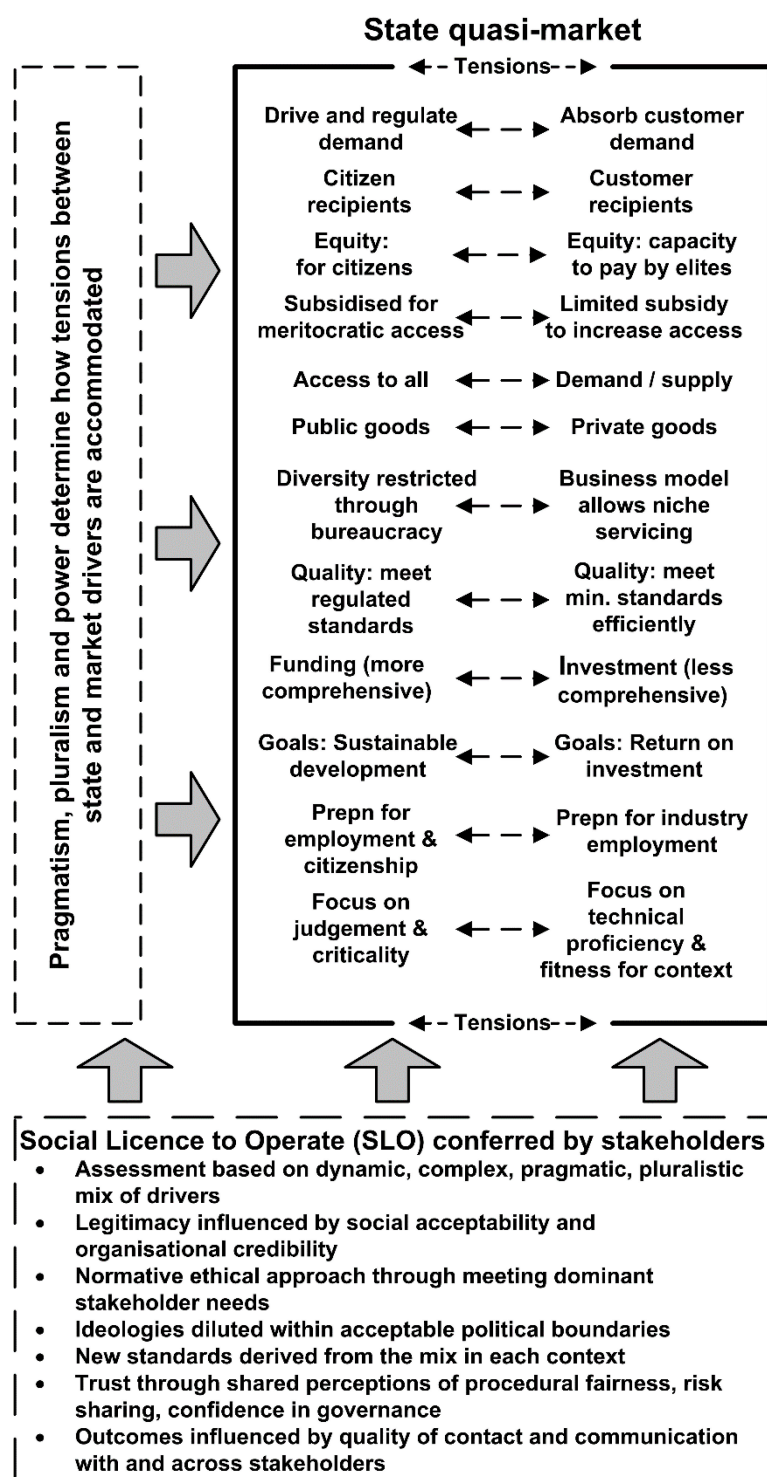 State quasi-market
Tensions
Pragmatism, pluralism and power determine how tensions between
state and market drivers are accommodated
Drive and regulate
demand
Absorb customer
demand
Citizen
recipients
Customer
recipients
Equity:
for citizens
Equity: capacity
to pay by elites
Subsidised for
meritocratic access
Limited subsidy
to increase access
Access to all
Demand / supply
Public goods
Private goods
Diversity restricted
through
bureaucracy
Business model
allows niche
servicing
Quality: meet
regulated
standards
Quality: meet
min. standards
efficiently
Funding (more
comprehensive)
Investment (less
comprehensive)
Goals: Sustainable
development
Goals: Return on
investment
Prepn for
employment &
citizenship
Prepn for industry
employment
Focus on
judgement &
criticality
Focus on
technical
proficiency &
fitness for context
Tensions
Social Licence to Operate (SLO) conferred by stakeholders
• Assessment based on dynamic, complex, pragmatic, pluralistic
mix of drivers
• Legitimacy influenced by social acceptability and
organisational credibility
• Normative ethical approach through meeting dominant
stakeholder needs
• Ideologies diluted within acceptable political boundaries
• New standards derived from the mix in each context
• Trust through shared perceptions of procedural fairness, risk
sharing, confidence in governance
• Outcomes influenced by quality of contact and communication
with and across stakeholders